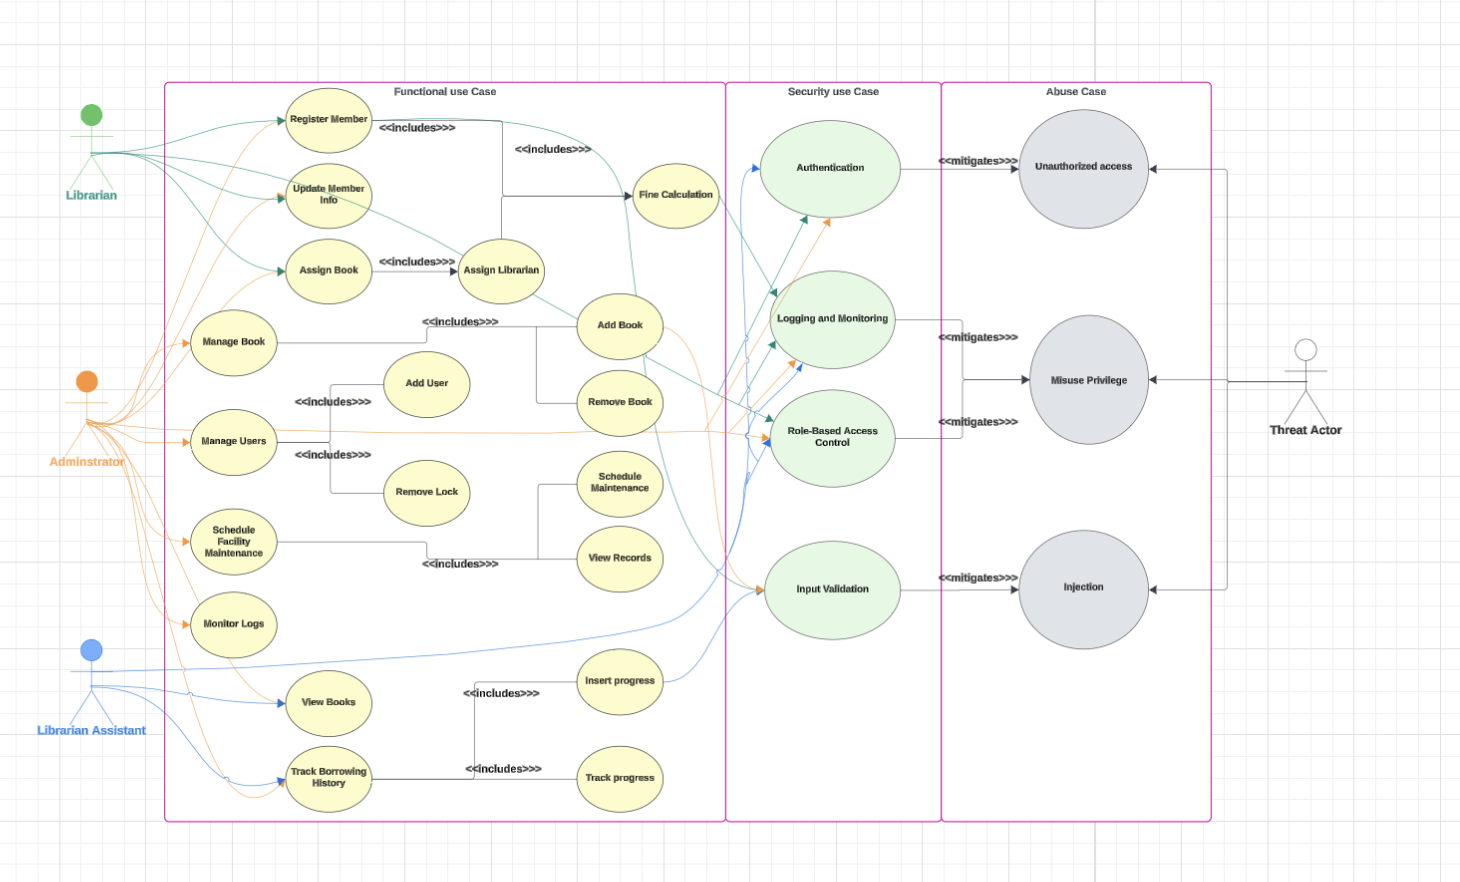 Functional use Case
Security use Case
Abuse Case
Register Member
<<includes>>>
<<includes>>>
Librarian
Update Member
Info
Fine Calculation
Authentication
<<mitigates>>>
Unauthorized access
Assign Book
<<includes>>>
Assign Librarian
Manage Book
<<includes>>>
Add Book
Logging and Monitoring
<<mitigates>>>
Add User
<<includes>>>
Remove Book
Misuse Privilege
Manage Users
<<includes>>>
Role-Based Access
Control
<<mitigates>>>
Threat Actor
Adminstrator
Remove Lock
Schedule
Maintenance
Schedule
Facility
Maintenance
<<includes>>>
View Records
Input Validation
<<mitigates>>>
Injection
Monitor Logs
Librarian Assistant
View Books
<<includes>>>
Insert progress
Track Borrowing
History
<<includes>>>
Track progress